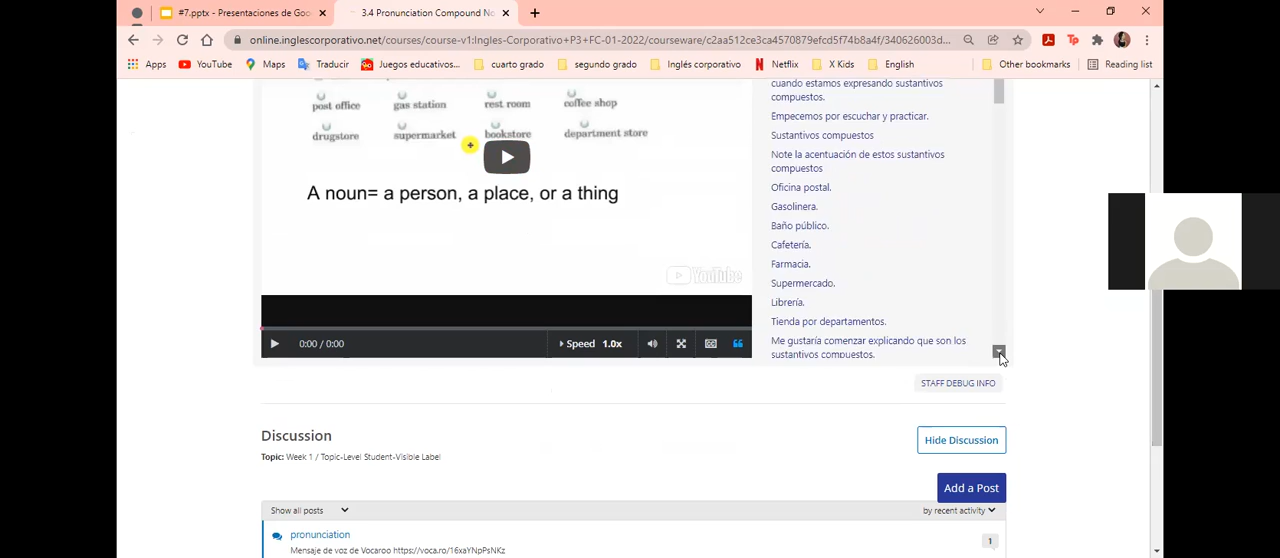 #7.pptx - Presentaciones de Goo
3.4 Pronunciation Compound No
online.inglescorporativo.net/courses/course-v1:Ingles-Corporativo+P3+FC-01-2022/courseware/c2aa512ce3ca4570879efcd5f74b8a4f/340626003d...
Apps YouTube Maps Traducir Juegos educativos... cuarto grado segundo grado Inglés corporativo Netflix X Kids English Other bookmarks Reading list
post office gas station rest room coffee shop
drugstore supermarket bookstore department store
A noun= a person, a place, or a thing
YouTube
0:00 / 0:00 Speed 1.0x
cuando estamos expresando sustantivos
compuestos.
Empecemos por escuchar y practicar.
Sustantivos compuestos
Note la acentuación de estos sustantivos
compuestos
Oficina postal.
Gasolinera.
Baño público.
Cafetería.
Farmacia.
Supermercado.
Librería.
Tienda por departamentos.
Me gustaría comenzar explicando que son los
sustantivos compuestos.
STAFF DEBUG INFO
Discussion
Hide Discussion
Topic: Week 1 / Topic-Level Student-Visible Label
Add a Post
Show all posts
by recent activity
pronunciation
1
Mensaje de voz de Vocaroo https://voca.ro/16xaYNpPsNKz